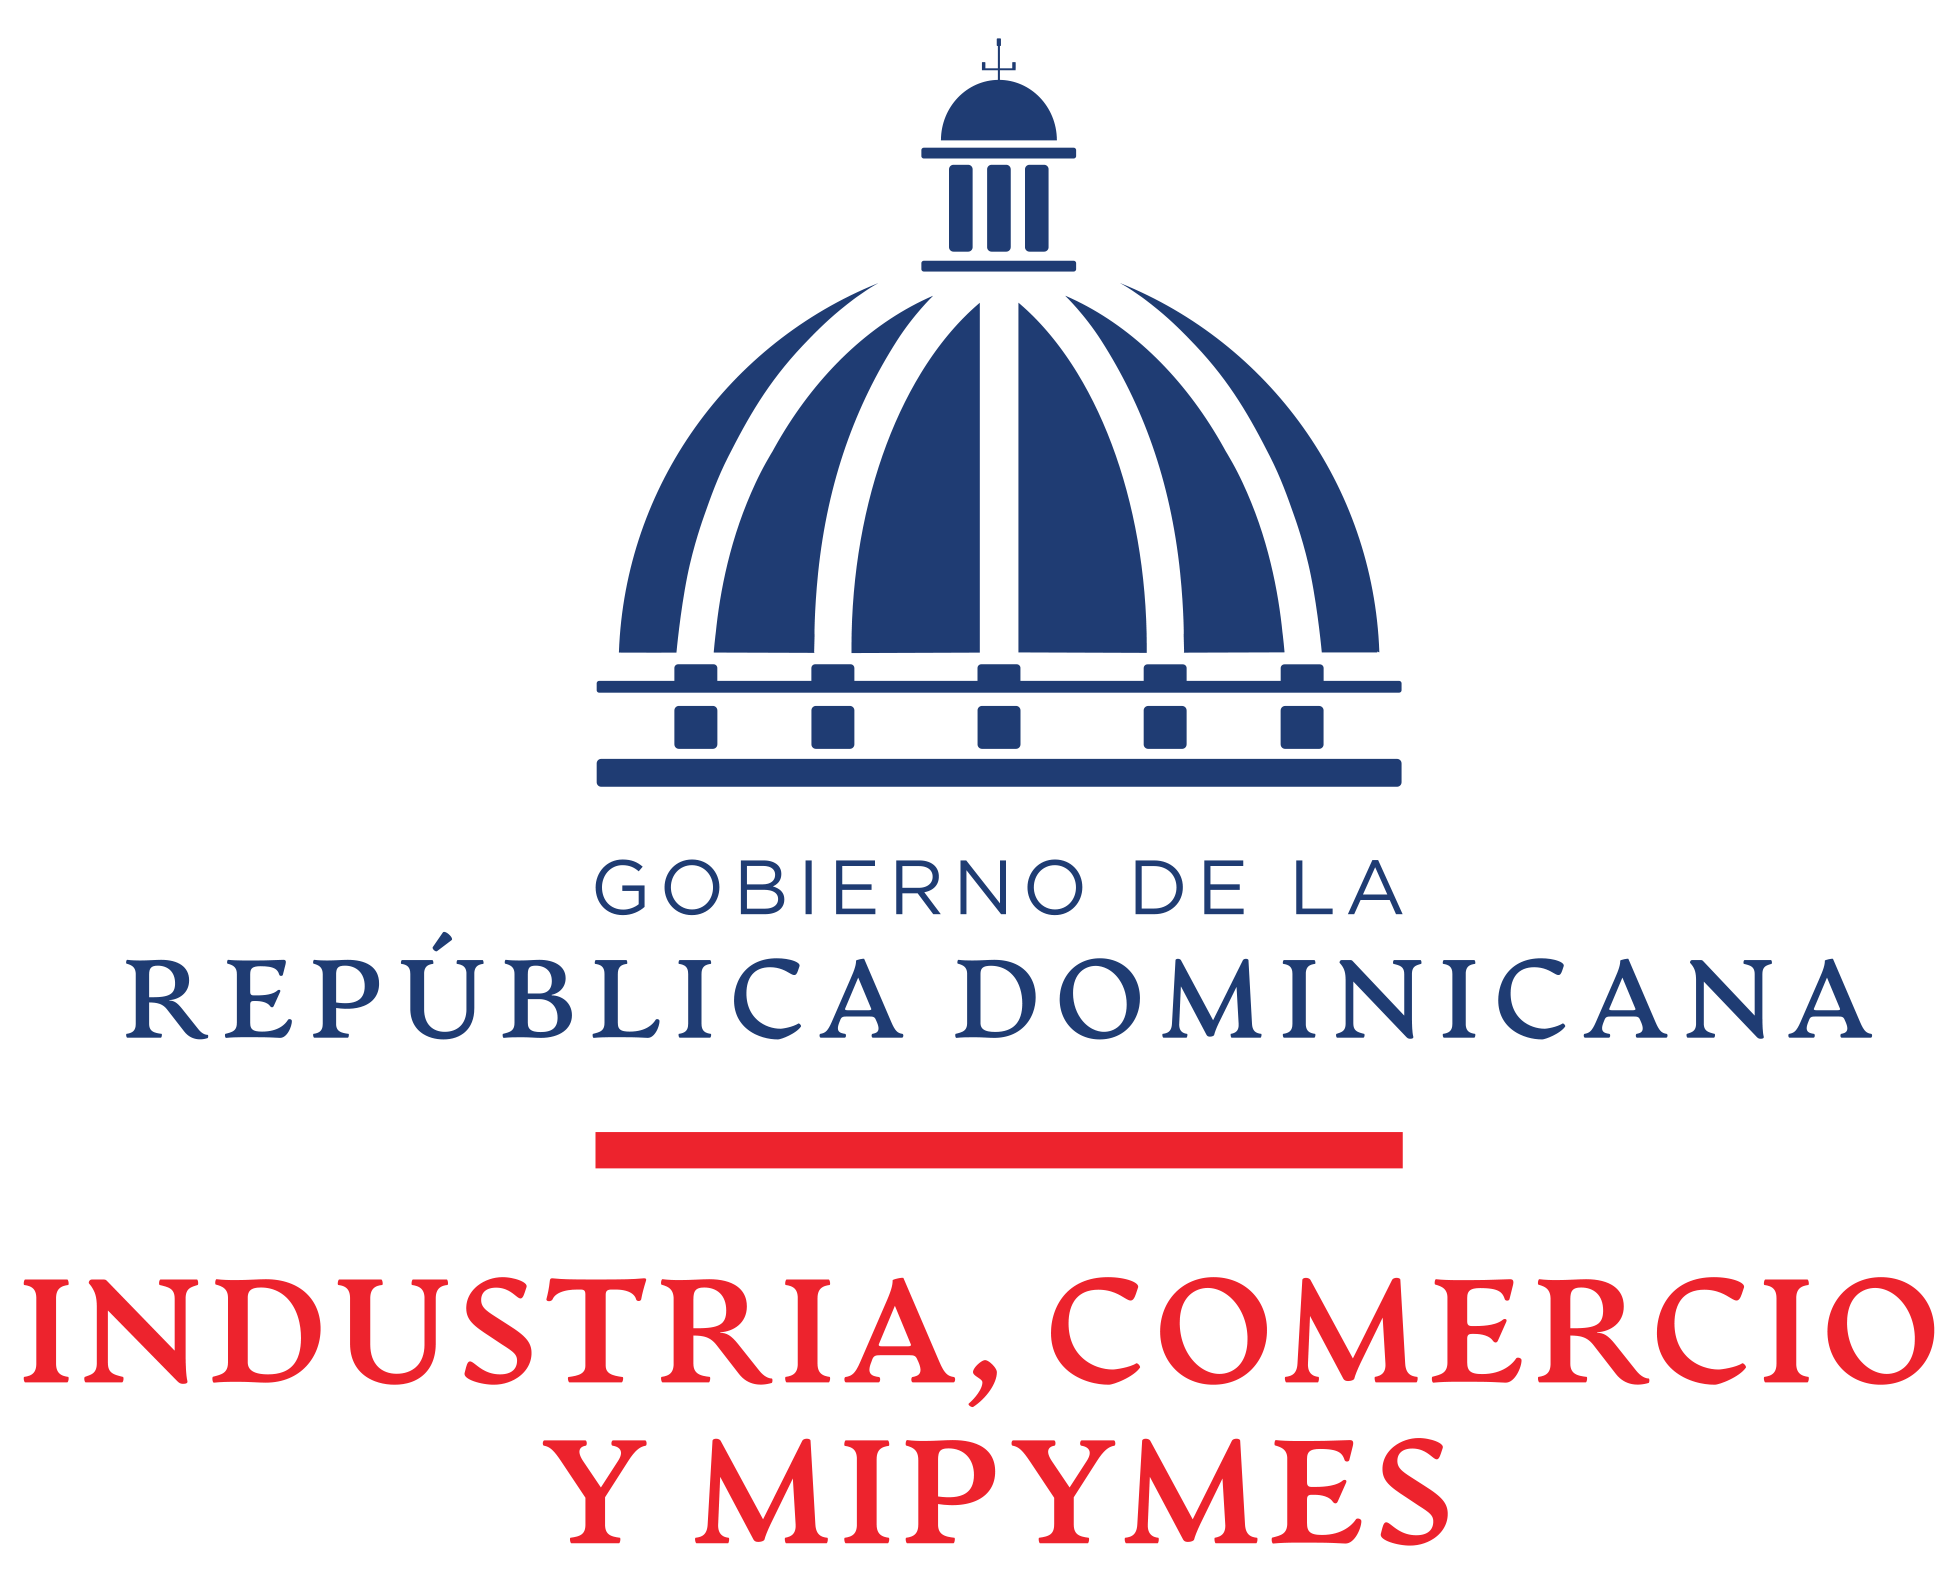 GOBIERNO DE LA
REPÚBLICA DOMINICANA
INDUSTRIA, COMERCIO
Y MIPYMES